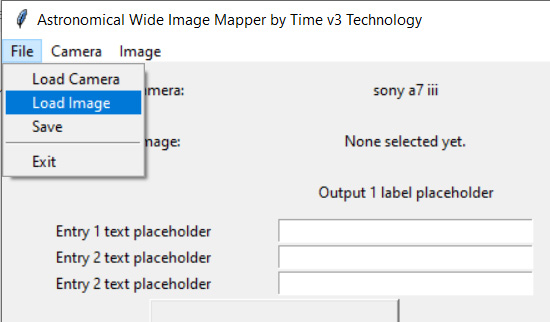 Astronomical Wide Image Mapper by Time v3 Technology
File Camera Image
Load Camera
Load Image
Save
Exit
mera: sony a7 iii
mage: None selected yet.
Output 1 label placeholder
Entry 1 text placeholder
Entry 2 text placeholder
Entry 2 text placeholder